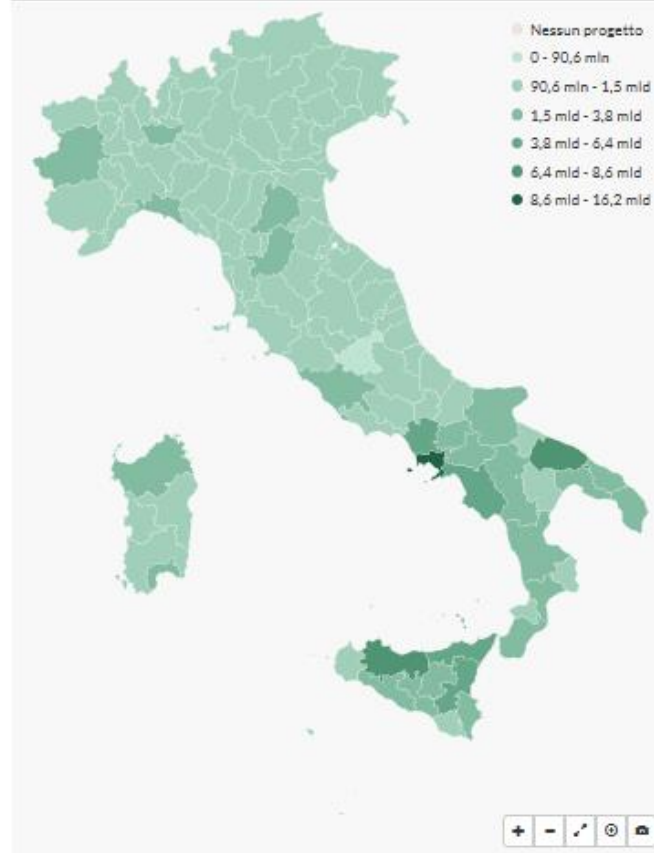 Nessun progetto
0 - 90,6 mln
90,6 mln - 1,5 mld
1,5 mld - 3,8 mld
3,8 mld - 6,4 mld
6,4 mld - 8,6 mld
8,6 mld - 16,2 mld